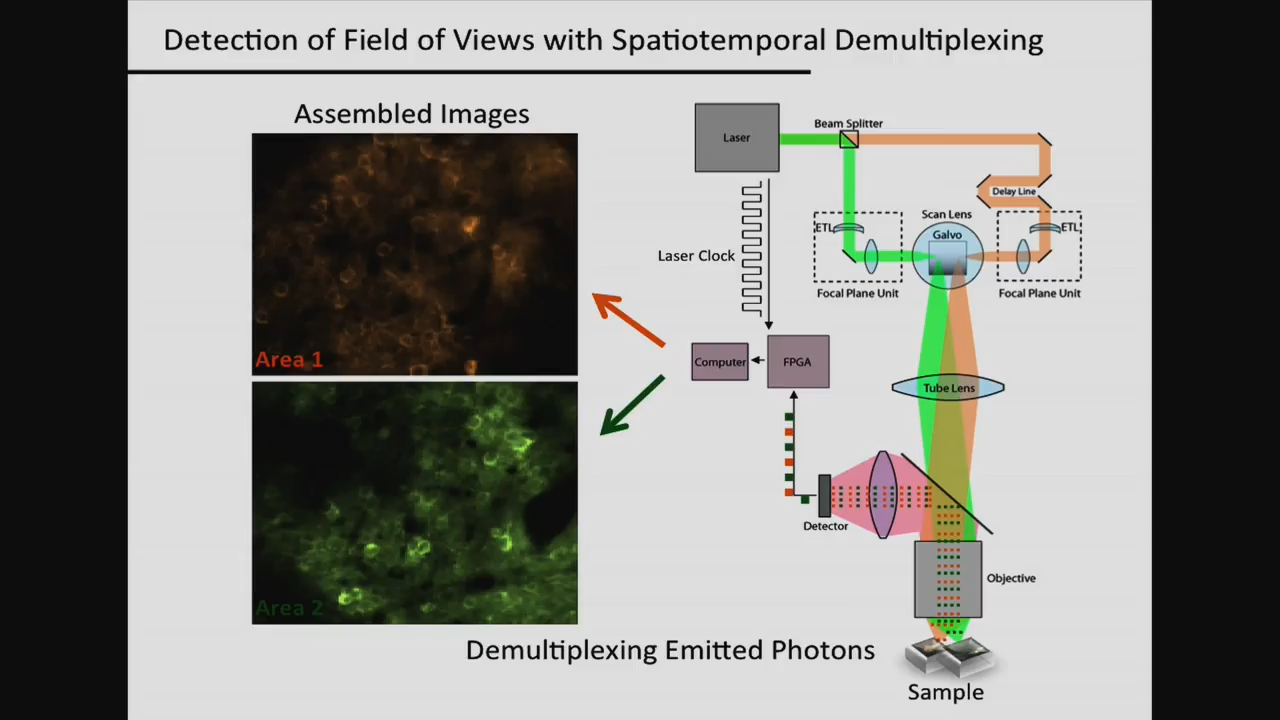 Detection of Field of Views with Spatiotemporal Demultiplexing
Assembled Images
Area 1
Area 2
Laser
Beam Splitter
Delay Line
Scan Lens
Galvo
ETL
ETL
Focal Plane Unit
Focal Plane Unit
Laser Clock
Computer
FPGA
Tube Lens
Detector
Objective
Demultiplexing Emitted Photons
Sample